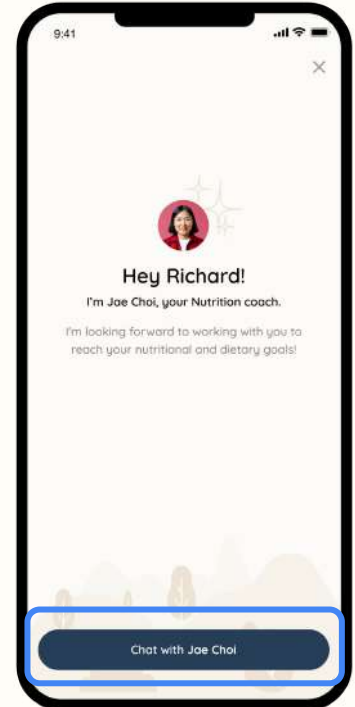 9:41
Hey Richard!
I'm Jae Choi, your Nutrition coach.
I'm looking forward to working with you to
reach your nutritional and dietary goals!
Chat with Jae Choi